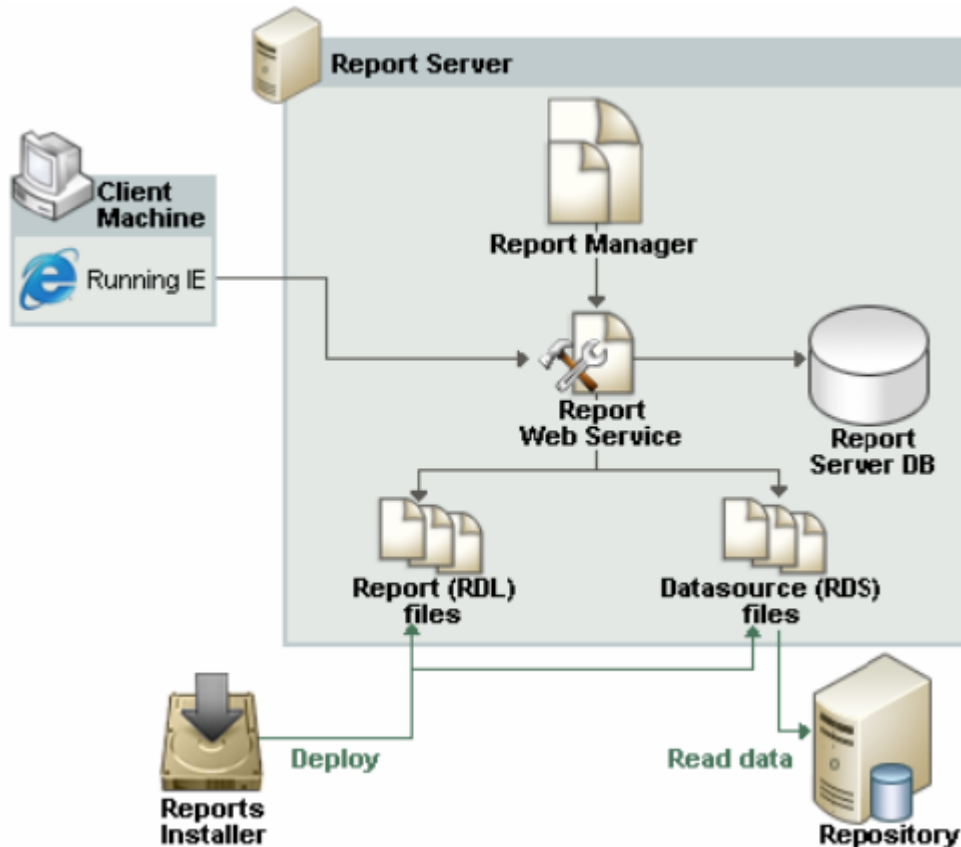 Report Server
Client
Machine
Running IE
Report Manager
Report
Web Service
Report
Server DB
Report (RDL)
files
Datasource (RDS)
files
Deploy
Read data
Reports
Installer
Repository